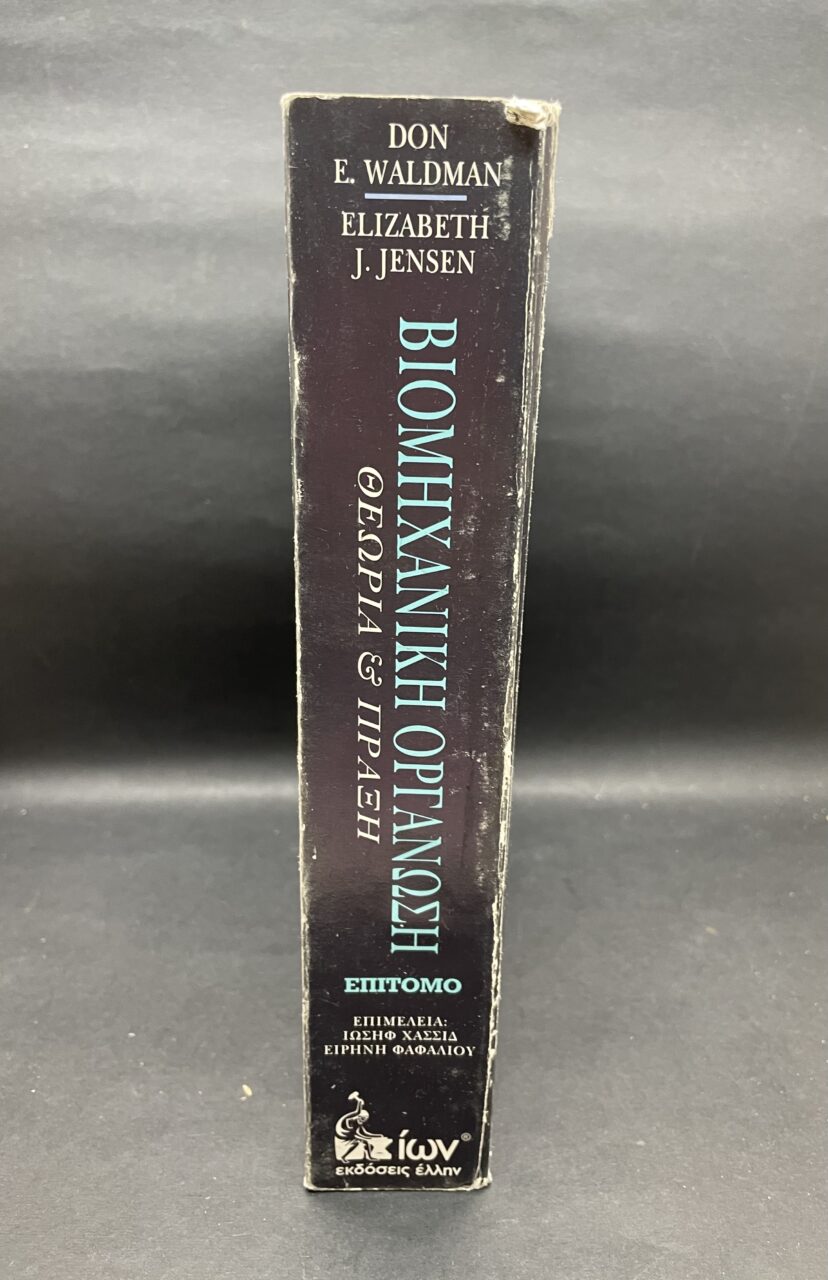 DON
E. WALDMAN
ELIZABETH
J. JENSEN
ΒΙΟΜΗΧΑΝΙΚΗ ΟΡΓΑΝΩΣΗ
ΘΕΩΡΙΑ & ΠΡΑΞΗ
ΕΠΙΤΟΜΟ
ΕΠΙΜΕΛΕΙΑ:
ΙΩΣΗΦ ΧΑΣΣΙΔ
ΕΙΡΗΝΗ ΦΑΦΑΛΙΟΥ
ίων®
εκδόσεις έλλην